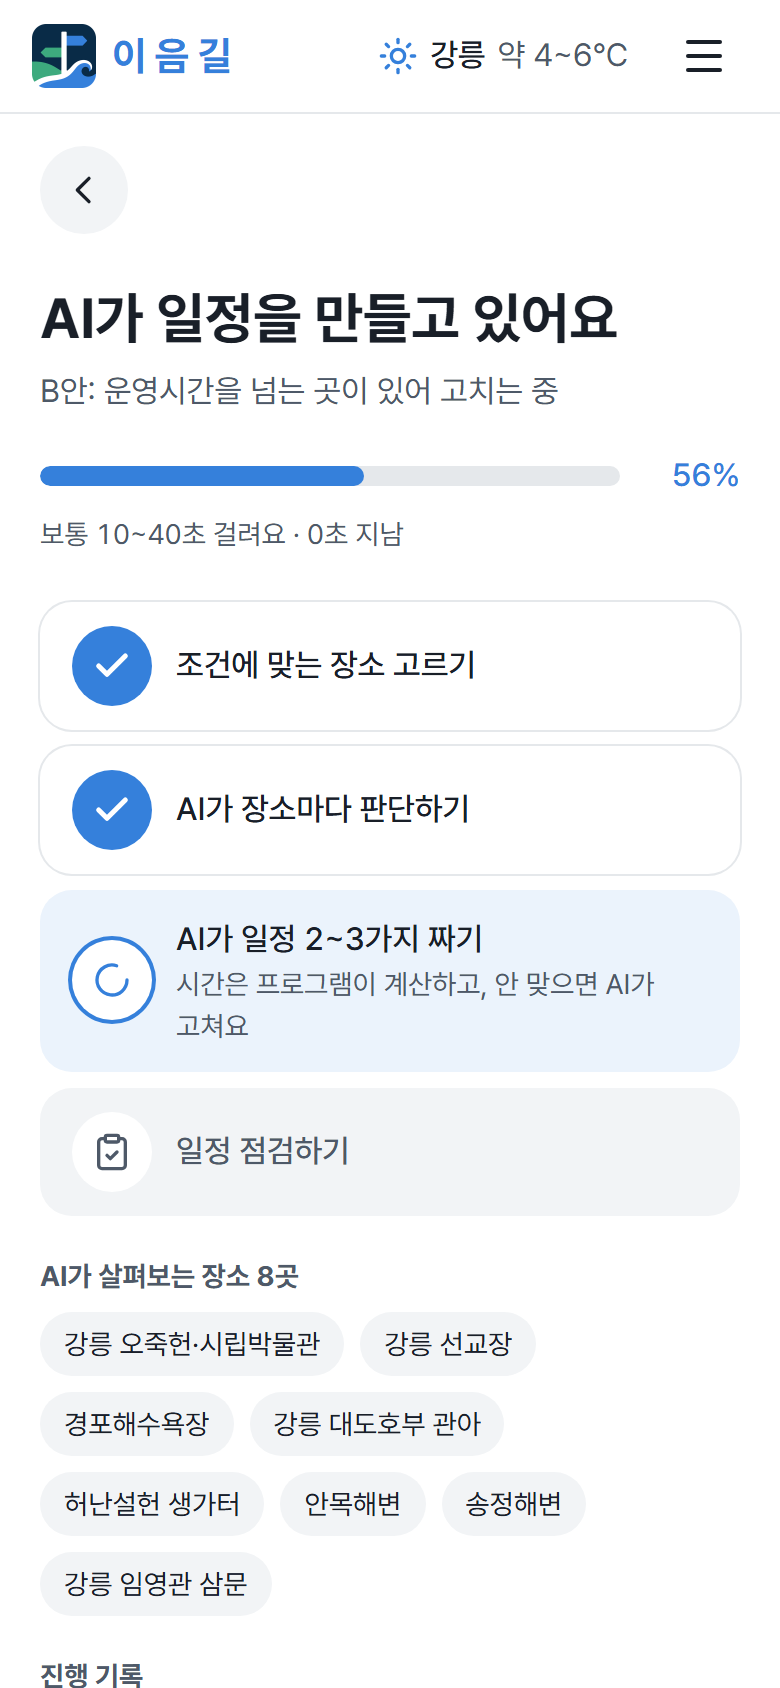 이음길
강릉 약 4~6°C
AI가 일정을 만들고 있어요
B안: 운영시간을 넘는 곳이 있어 고치는 중
56%
보통 10~40초 걸려요 · 0초 지남
조건에 맞는 장소 고르기
AI가 장소마다 판단하기
AI가 일정 2~3가지 짜기
시간은 프로그램이 계산하고, 안 맞으면 AI가
고쳐요
일정 점검하기
AI가 살펴보는 장소 8곳
강릉 오죽헌·시립박물관
강릉 선교장
경포해수욕장
강릉 대도호부 관아
허난설헌 생가터
안목해변
송정해변
강릉 임영관 삼문
진행 기록